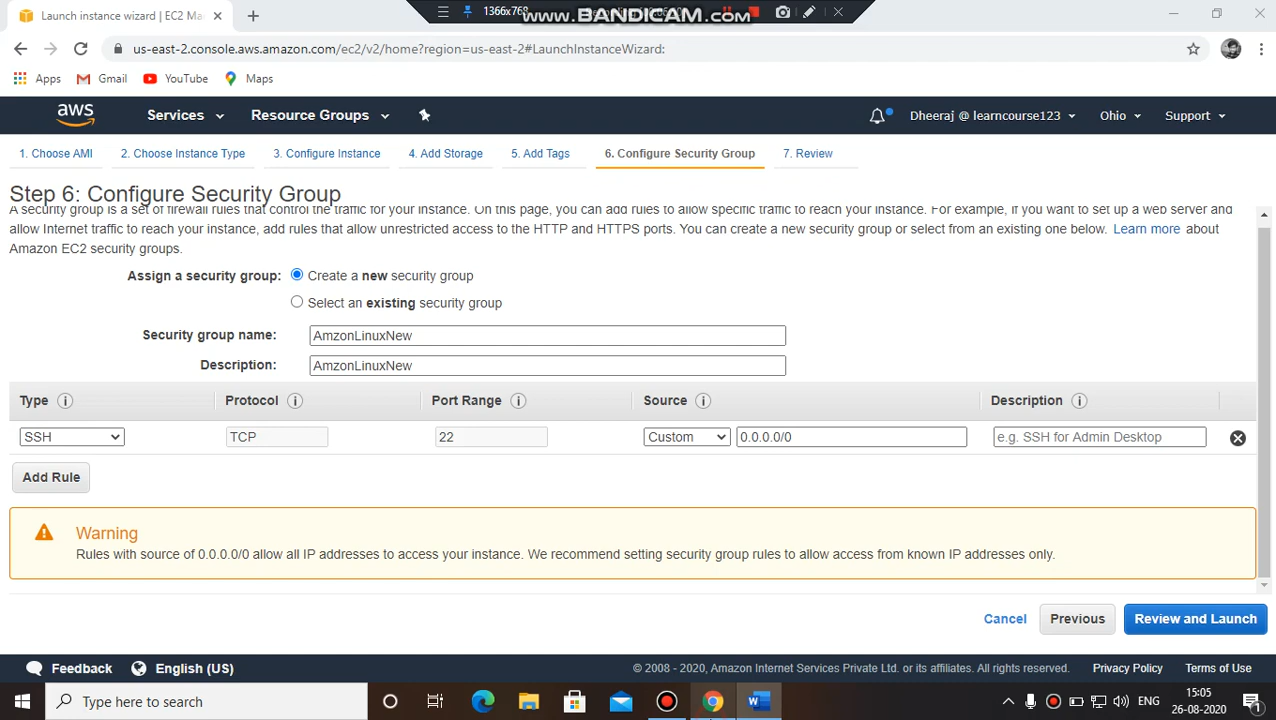 Launch instance wizard | EC2 Ma
1366x768
www.BANDICAM.com
us-east-2.console.aws.amazon.com/ec2/v2/home?region=us-east-2#LaunchInstanceWizard:
Apps Gmail YouTube Maps
aws Services Resource Groups Dheeraj @ learncourse123 Ohio Support
1. Choose AMI 2. Choose Instance Type 3. Configure Instance 4. Add Storage 5. Add Tags 6. Configure Security Group 7. Review
Step 6: Configure Security Group
A security group is a set of firewall rules that control the traffic for your instance. On this page, you can add rules to allow specific traffic to reach your instance. For example, if you want to set up a web server and
allow Internet traffic to reach your instance, add rules that allow unrestricted access to the HTTP and HTTPS ports. You can create a new security group or select from an existing one below. Learn more about
Amazon EC2 security groups.
Assign a security group: Create a new security group
Select an existing security group
Security group name: AmzonLinuxNew
Description: AmzonLinuxNew
Type i Protocol i Port Range i Source i Description i
SSH TCP 22 Custom 0.0.0.0/0 e.g. SSH for Admin Desktop
Add Rule
Warning
Rules with source of 0.0.0.0/0 allow all IP addresses to access your instance. We recommend setting security group rules to allow access from known IP addresses only.
Cancel Previous Review and Launch
Feedback English (US) © 2008 - 2020, Amazon Internet Services Private Ltd. or its affiliates. All rights reserved. Privacy Policy Terms of Use
Type here to search ENG 15:05
26-08-2020